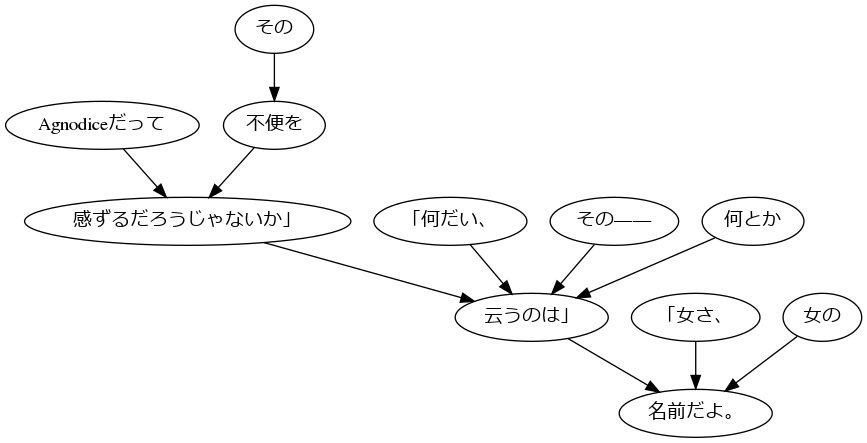 その
Agnodiceだって
不便を
感ずるだろうじゃないか」
「何だい、
その――
何とか
云うのは」
「女さ、
女の
名前だよ。